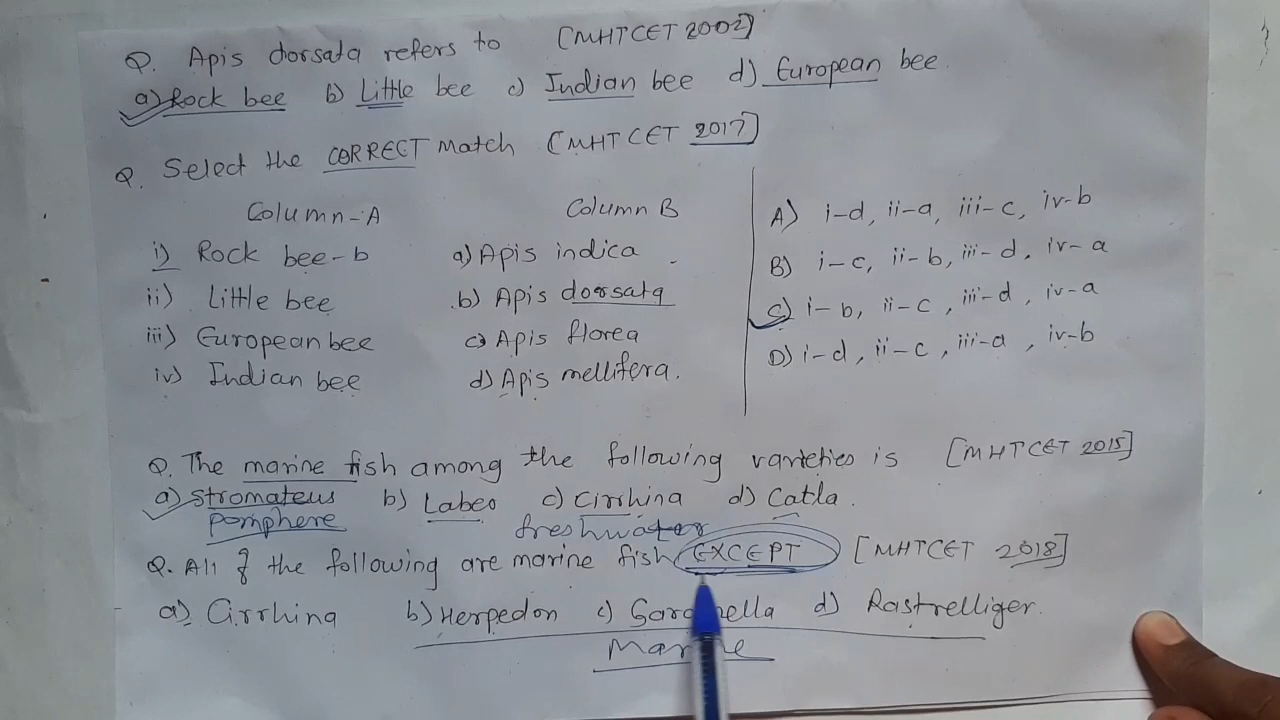 Q. Apis dorsata refers to [MHTCET 2002]
a) Rock bee b) Little bee c) Indian bee d) European bee.
Q. Select the CORRECT Match [MHTCET 2017]
Column-A Column B
i) Rock bee-b a) Apis indica
ii) Little bee b) Apis dorsata
iii) European bee c) Apis florea
iv) Indian bee d) Apis mellifera.
A) i-d, ii-a, iii-c, iv-b
B) i-c, ii-b, iii-d, iv-a
C) i-b, ii-c, iii-d, iv-a
D) i-d, ii-c, iii-a, iv-b
Q. The marine fish among the following varieties is [MHTCET 2015]
a) Stromateus b) Labeo c) Cirrhina d) Catla.
Pomphere freshwater
Q. All of the following are marine fish EXCEPT [MHTCET 2018]
a) Cirrhina b) Herpedon c) d) Rastrelliger.